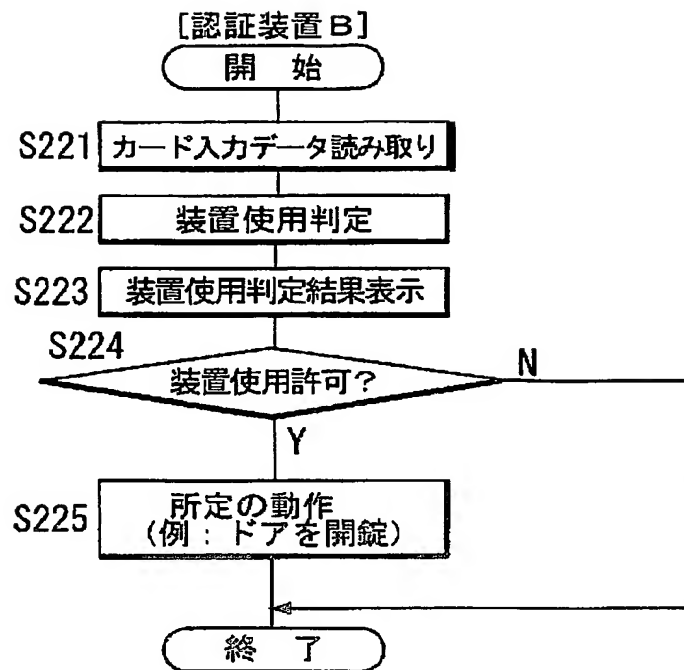 [認証装置B]
開 始
S221 カード入力データ読み取り
S222 装置使用判定
S223 装置使用判定結果表示
S224
装置使用許可?
N
Y
S225 所定の動作
(例:ドアを開錠)
終 了